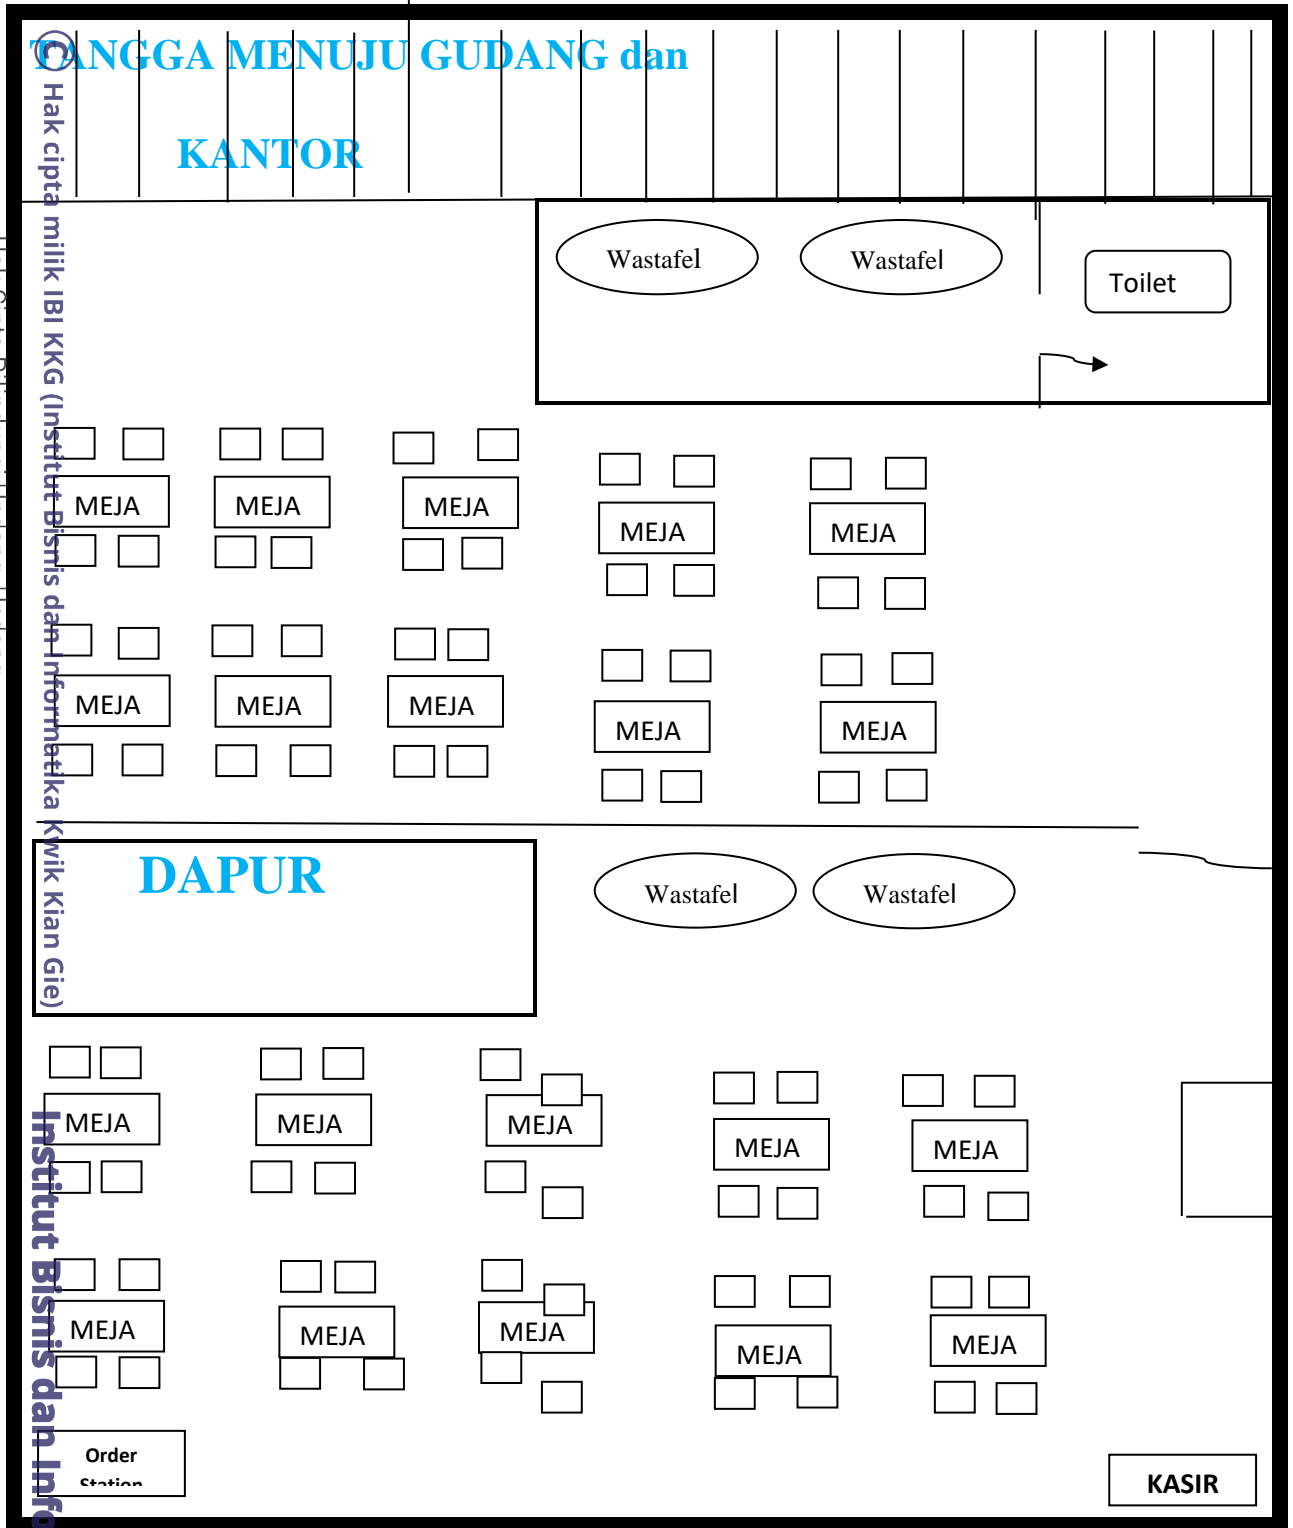 TANGGA MENUJU GUDANG dan
KANTOR
Wastafel
Wastafel
Toilet
MEJA
MEJA
MEJA
MEJA
MEJA
MEJA
MEJA
MEJA
MEJA
MEJA
DAPUR
Wastafel
Wastafel
MEJA
MEJA
MEJA
MEJA
MEJA
MEJA
MEJA
MEJA
MEJA
MEJA
Order
Station
KASIR
© Hak cipta milik IBI KKG (Institut Bisnis dan Informatika Kwik Kian Gie)
Institut Bisnis dan Info